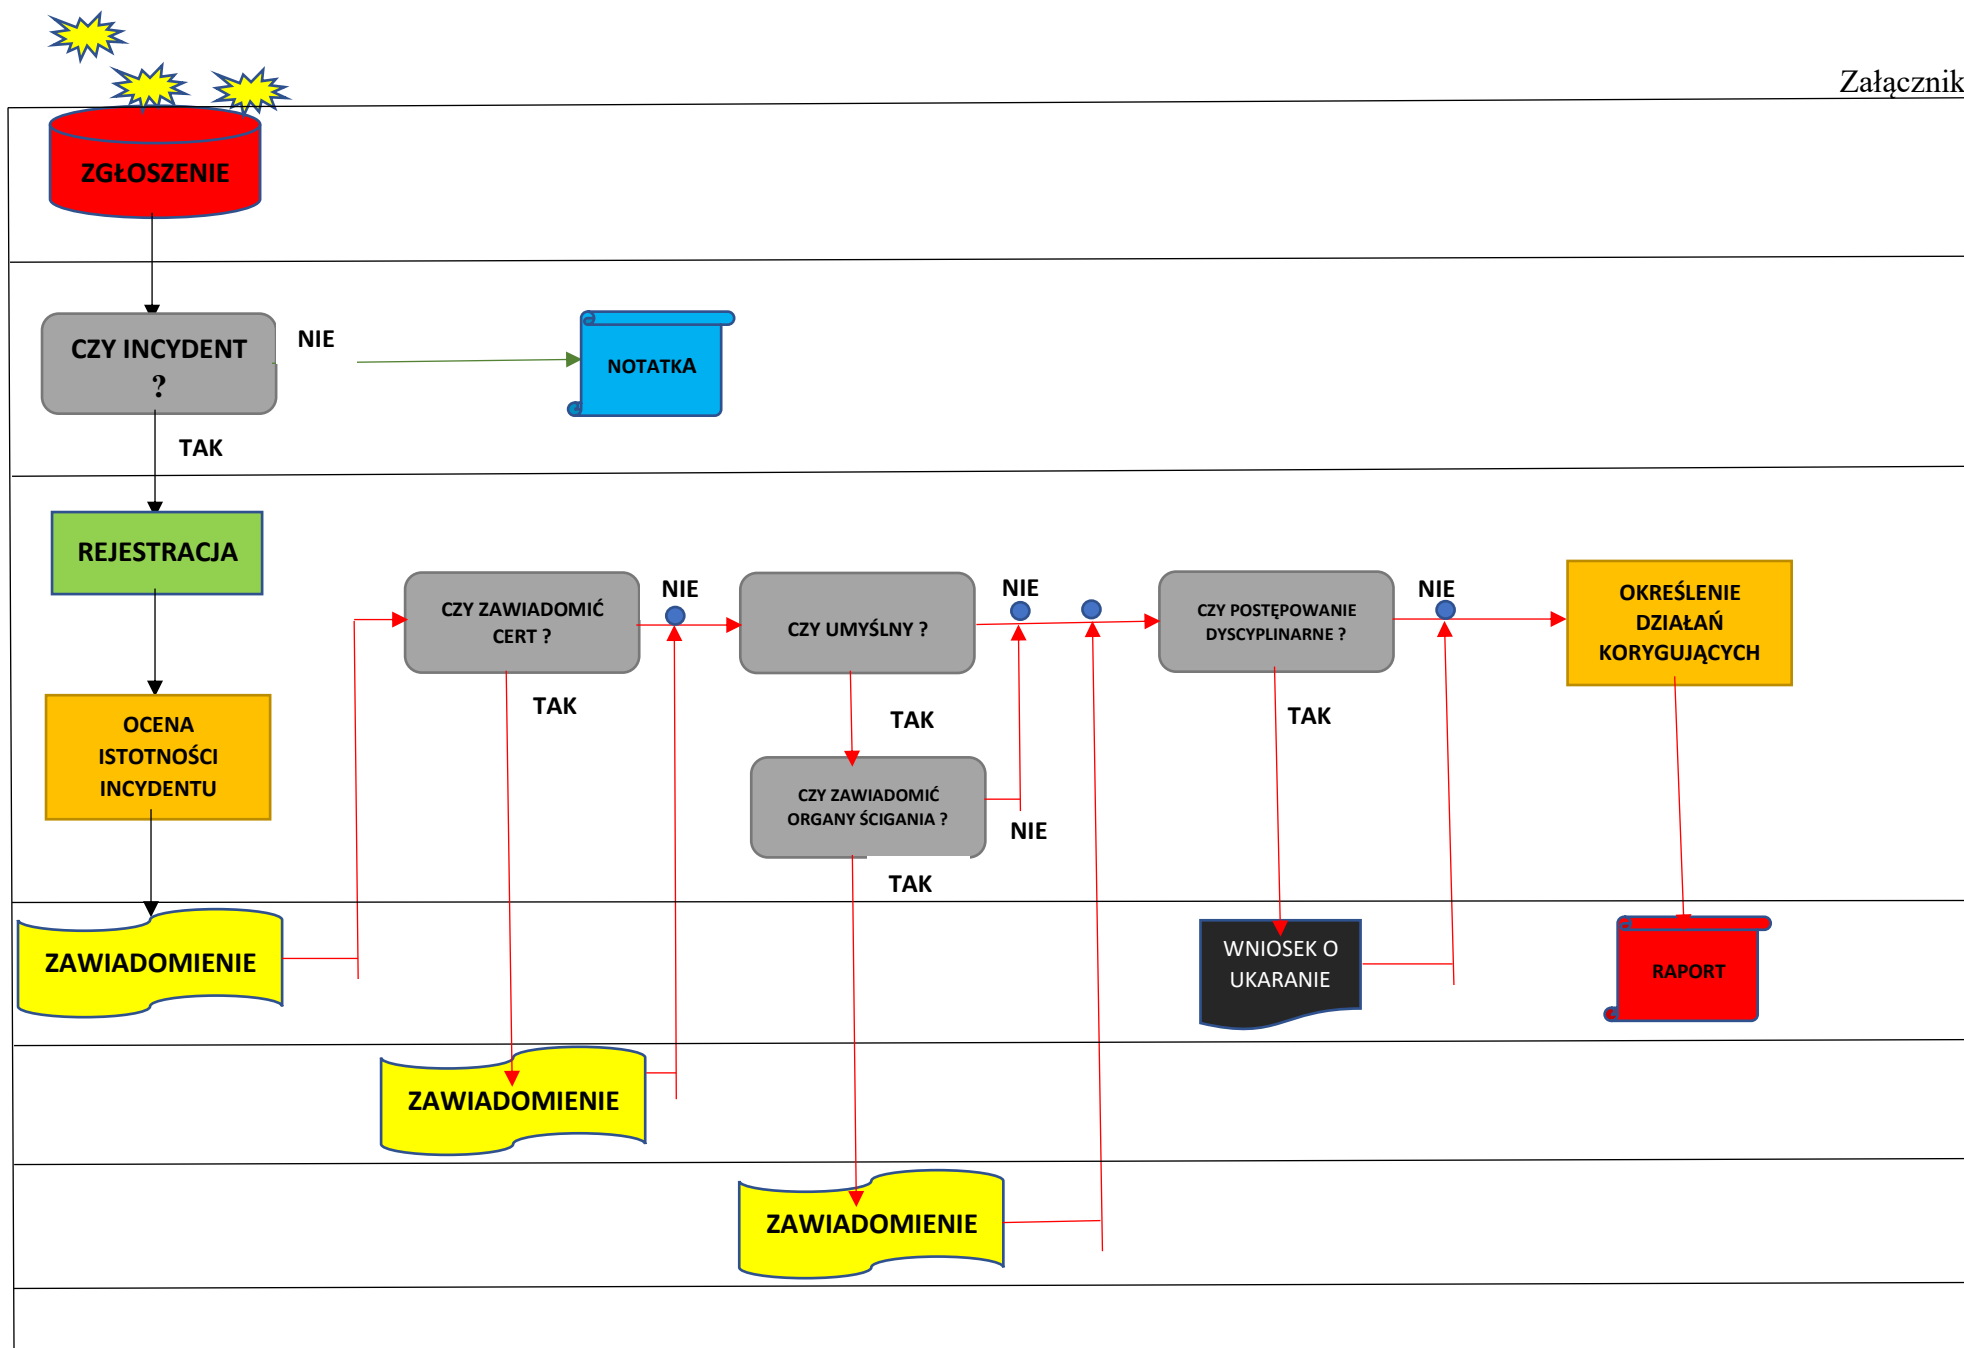 Załącznik
ZGŁOSZENIE
CZY INCYDENT
?
NIE
NOTATKA
TAK
REJESTRACJA
CZY ZAWIADOMIĆ
CERT ?
NIE
CZY UMYŚLNY ?
NIE
CZY POSTĘPOWANIE
DYSCYPLINARNE ?
NIE
OKREŚLENIE
DZIAŁAŃ
KORYGUJĄCYCH
OCENA
ISTOTNOŚCI
INCYDENTU
TAK
TAK
TAK
CZY ZAWIADOMIĆ
ORGANY ŚCIGANIA ?
NIE
TAK
ZAWIADOMIENIE
WNIOSEK O
UKARANIE
RAPORT
ZAWIADOMIENIE
ZAWIADOMIENIE